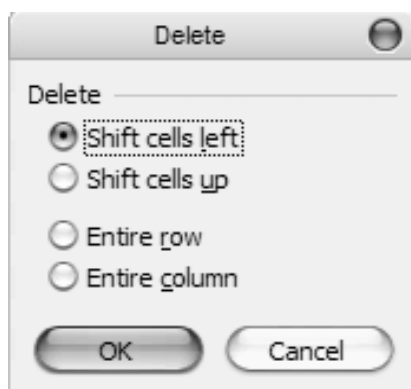 Delete
Delete
Shift cells left
Shift cells up
Entire row
Entire column
OK
Cancel